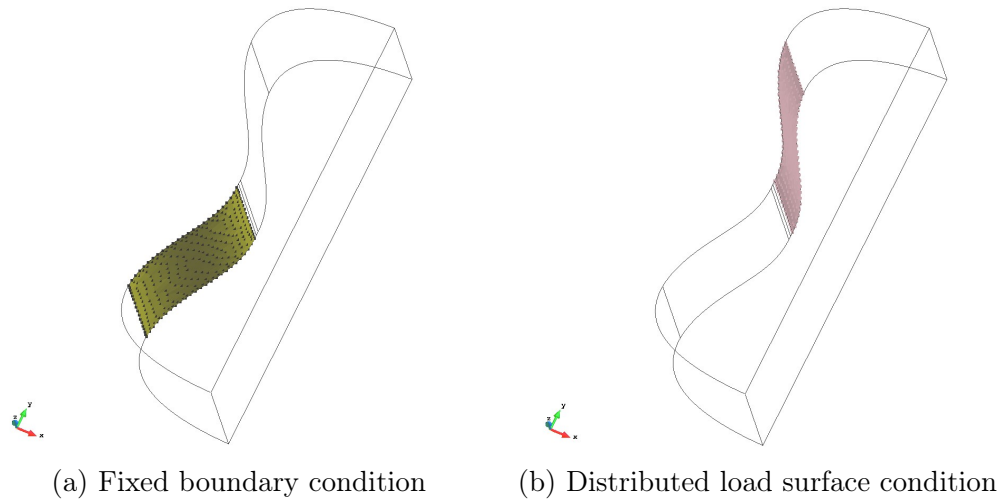 y
z
x
y
z
x
(a) Fixed boundary condition
(b) Distributed load surface condition